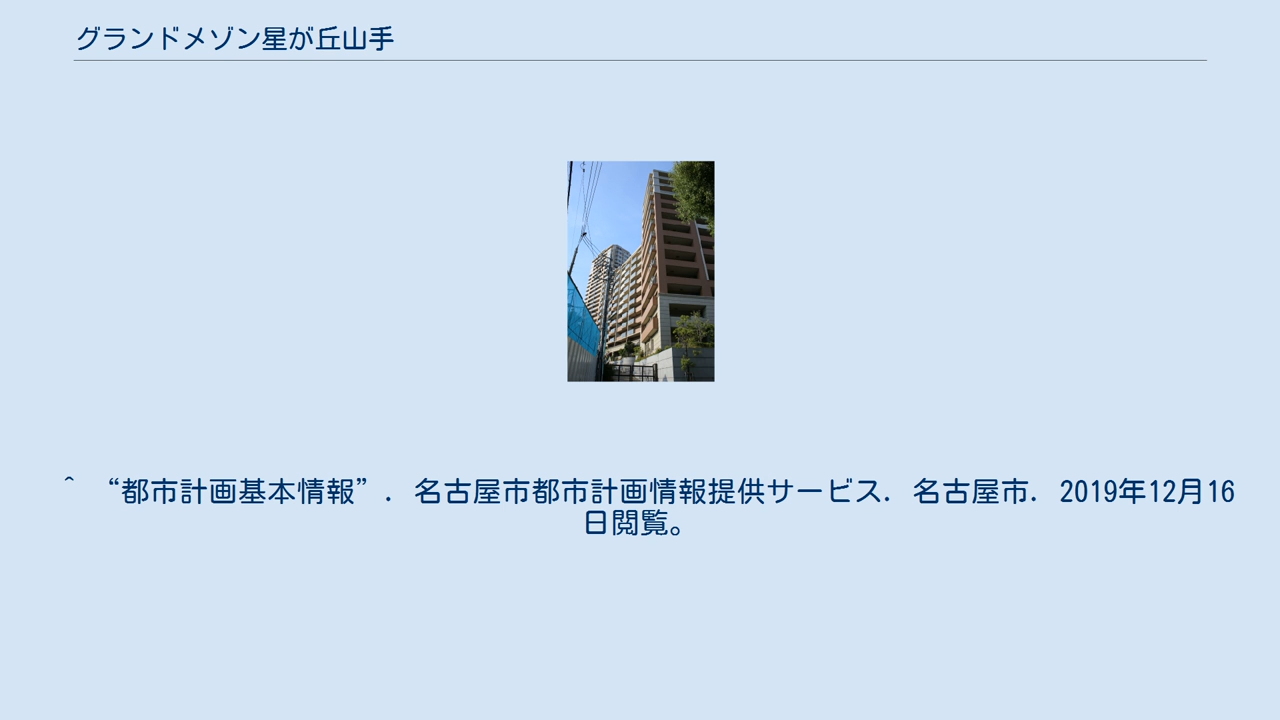 グランドメゾン星が丘山手
^ “都市計画基本情報”. 名古屋市都市計画情報提供サービス. 名古屋市. 2019年12月16
日閲覧。